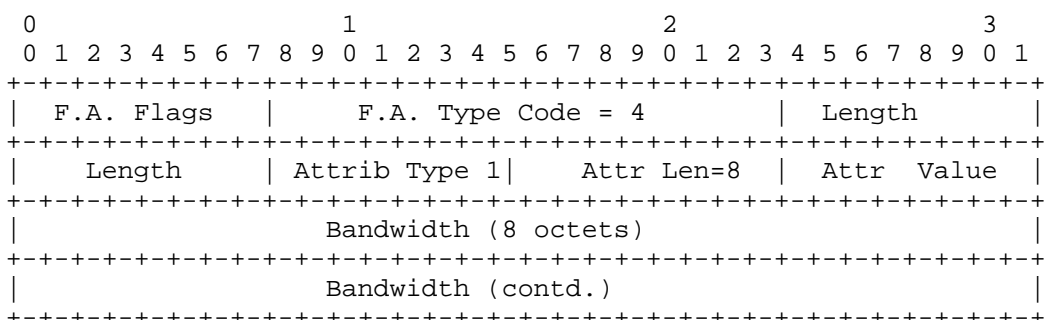 0                   1                   2                   3
 0 1 2 3 4 5 6 7 8 9 0 1 2 3 4 5 6 7 8 9 0 1 2 3 4 5 6 7 8 9 0 1
+-+-+-+-+-+-+-+-+-+-+-+-+-+-+-+-+-+-+-+-+-+-+-+-+-+-+-+-+-+-+-+-+
|  F.A. Flags   |     F.A. Type Code = 4        |  Length       |
+-+-+-+-+-+-+-+-+-+-+-+-+-+-+-+-+-+-+-+-+-+-+-+-+-+-+-+-+-+-+-+-+
|    Length     | Attrib Type 1|    Attr Len=8  |  Attr  Value  |
+-+-+-+-+-+-+-+-+-+-+-+-+-+-+-+-+-+-+-+-+-+-+-+-+-+-+-+-+-+-+-+-+
|                   Bandwidth (8 octets)                        |
+-+-+-+-+-+-+-+-+-+-+-+-+-+-+-+-+-+-+-+-+-+-+-+-+-+-+-+-+-+-+-+-+
|                   Bandwidth (contd.)                          |
+-+-+-+-+-+-+-+-+-+-+-+-+-+-+-+-+-+-+-+-+-+-+-+-+-+-+-+-+-+-+-+-+